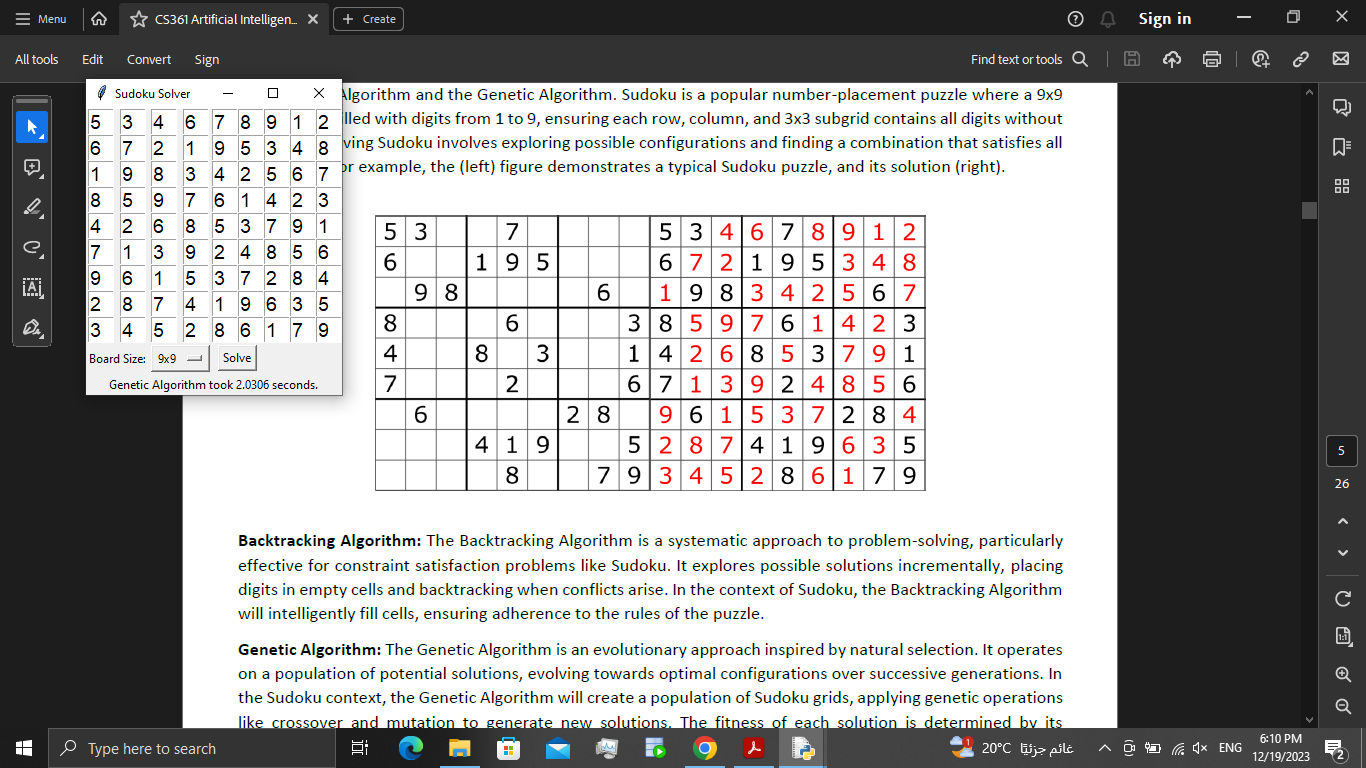 Menu
CS361 Artificial Intelligen...
Create
Sign in
All tools
Edit
Convert
Sign
Find text or tools
Sudoku Solver
5 3 4 6 7 8 9 1 2
6 7 2 1 9 5 3 4 8
1 9 8 3 4 2 5 6 7
8 5 9 7 6 1 4 2 3
4 2 6 8 5 3 7 9 1
7 1 3 9 2 4 8 5 6
9 6 1 5 3 7 2 8 4
2 8 7 4 1 9 6 3 5
3 4 5 2 8 6 1 7 9
Board Size: 9x9 Solve
Genetic Algorithm took 2.0306 seconds.
Algorithm and the Genetic Algorithm. Sudoku is a popular number-placement puzzle where a 9x9
lled with digits from 1 to 9, ensuring each row, column, and 3x3 subgrid contains all digits without
ving Sudoku involves exploring possible configurations and finding a combination that satisfies all
or example, the (left) figure demonstrates a typical Sudoku puzzle, and its solution (right).
5 3 7 5 3 4 6 7 8 9 1 2
6 1 9 5 6 7 2 1 9 5 3 4 8
9 8 6 1 9 8 3 4 2 5 6 7
8 6 3 8 5 9 7 6 1 4 2 3
4 8 3 1 4 2 6 8 5 3 7 9 1
7 2 6 7 1 3 9 2 4 8 5 6
6 2 8 9 6 1 5 3 7 2 8 4
4 1 9 5 2 8 7 4 1 9 6 3 5
8 7 9 3 4 5 2 8 6 1 7 9
Backtracking Algorithm: The Backtracking Algorithm is a systematic approach to problem-solving, particularly
effective for constraint satisfaction problems like Sudoku. It explores possible solutions incrementally, placing
digits in empty cells and backtracking when conflicts arise. In the context of Sudoku, the Backtracking Algorithm
will intelligently fill cells, ensuring adherence to the rules of the puzzle.
Genetic Algorithm: The Genetic Algorithm is an evolutionary approach inspired by natural selection. It operates
on a population of potential solutions, evolving towards optimal configurations over successive generations. In
the Sudoku context, the Genetic Algorithm will create a population of Sudoku grids, applying genetic operations
like crossover and mutation to generate new solutions. The fitness of each solution is determined by its
5
26
1:1
Type here to search
1
20°C غائم جزئيًا
ENG
6:10 PM
12/19/2023
2